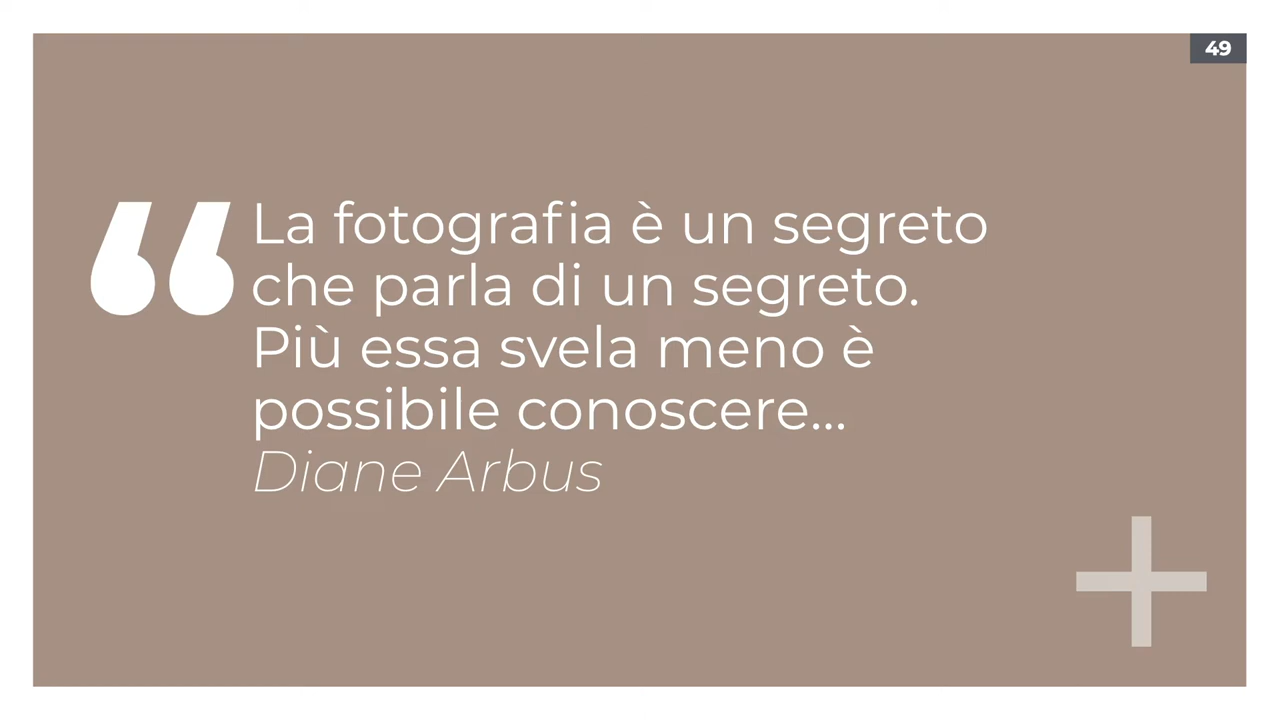 49
“La fotografia è un segreto
che parla di un segreto.
Più essa svela meno è
possibile conoscere...
Diane Arbus